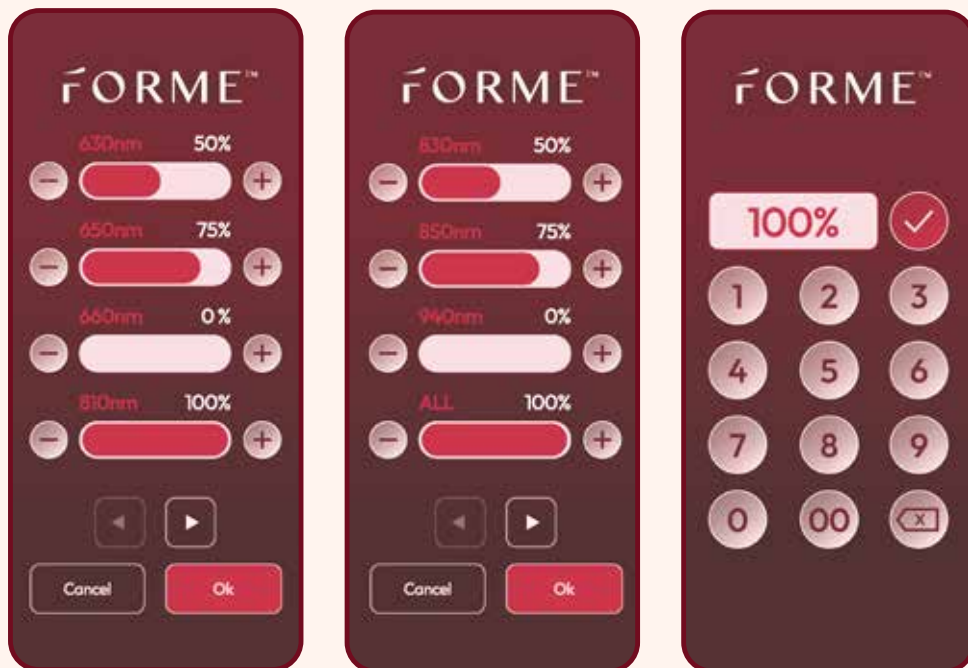 FORME™
630nm 50%
650nm 75%
660nm 0%
810nm 100%
Cancel Ok
FORME™
830nm 50%
850nm 75%
940nm 0%
ALL 100%
Cancel Ok
FORME™
100%
1 2 3
4 5 6
7 8 9
0 00 X